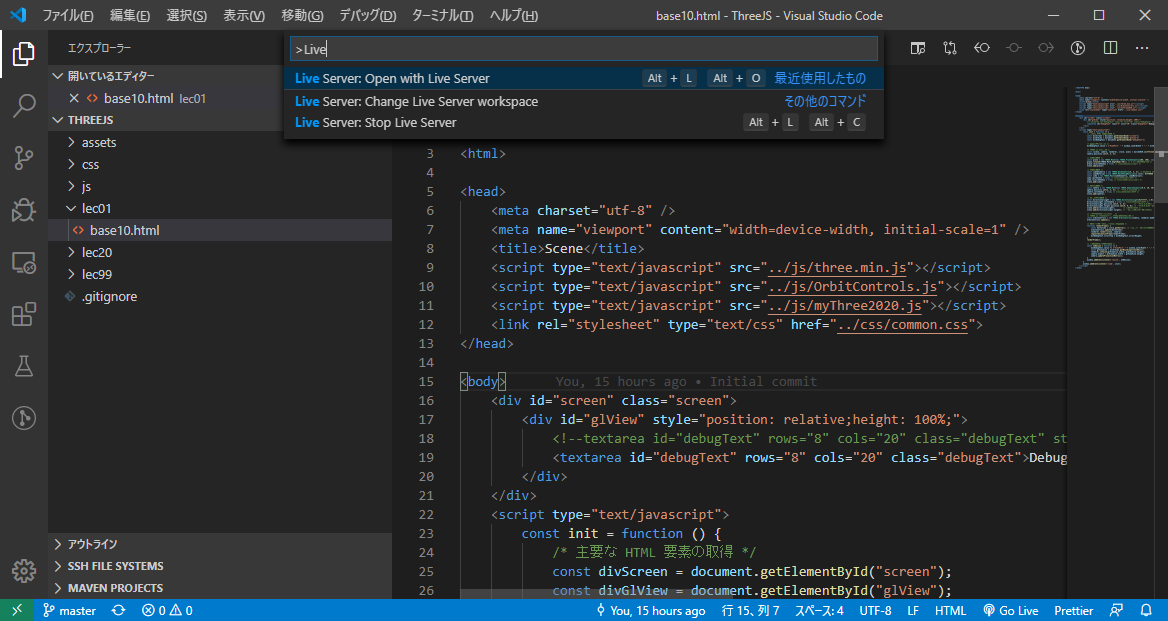 ファイル(F) 編集(E) 選択(S) 表示(V) 移動(G) デバッグ(D) ターミナル(T) ヘルプ(H) base10.html - ThreeJS - Visual Studio Code
エクスプローラー
>Live
Live Server: Open with Live Server Alt + L Alt + O 最近使用したもの
Live Server: Change Live Server workspace その他のコマンド
Live Server: Stop Live Server Alt + L Alt + C
開いているエディター
base10.html lec01
THREEJS
assets
css
js
lec01
base10.html
lec20
lec99
.gitignore
アウトライン
SSH FILE SYSTEMS
MAVEN PROJECTS
3 <html>
4
5 <head>
6 <meta charset="utf-8" />
7 <meta name="viewport" content="width=device-width, initial-scale=1" />
8 <title>Scene</title>
9 <script type="text/javascript" src="../js/three.min.js"></script>
10 <script type="text/javascript" src="../js/OrbitControls.js"></script>
11 <script type="text/javascript" src="../js/myThree2020.js"></script>
12 <link rel="stylesheet" type="text/css" href="../css/common.css">
13 </head>
14
15 <body> You, 15 hours ago • Initial commit
16 <div id="screen" class="screen">
17 <div id="glView" style="position: relative;height: 100%;">
18 <!--textarea id="debugText" rows="8" cols="20" class="debugText" st
19 <textarea id="debugText" rows="8" cols="20" class="debugText">Debug
20 </div>
21 </div>
22 <script type="text/javascript">
23 const init = function () {
24 /* 主要な HTML 要素の取得 */
25 const divScreen = document.getElementById("screen");
26 const divGlView = document.getElementById("glView");
master 0 0 You, 15 hours ago 行 15、列 7 スペース: 4 UTF-8 LF HTML Go Live Prettier